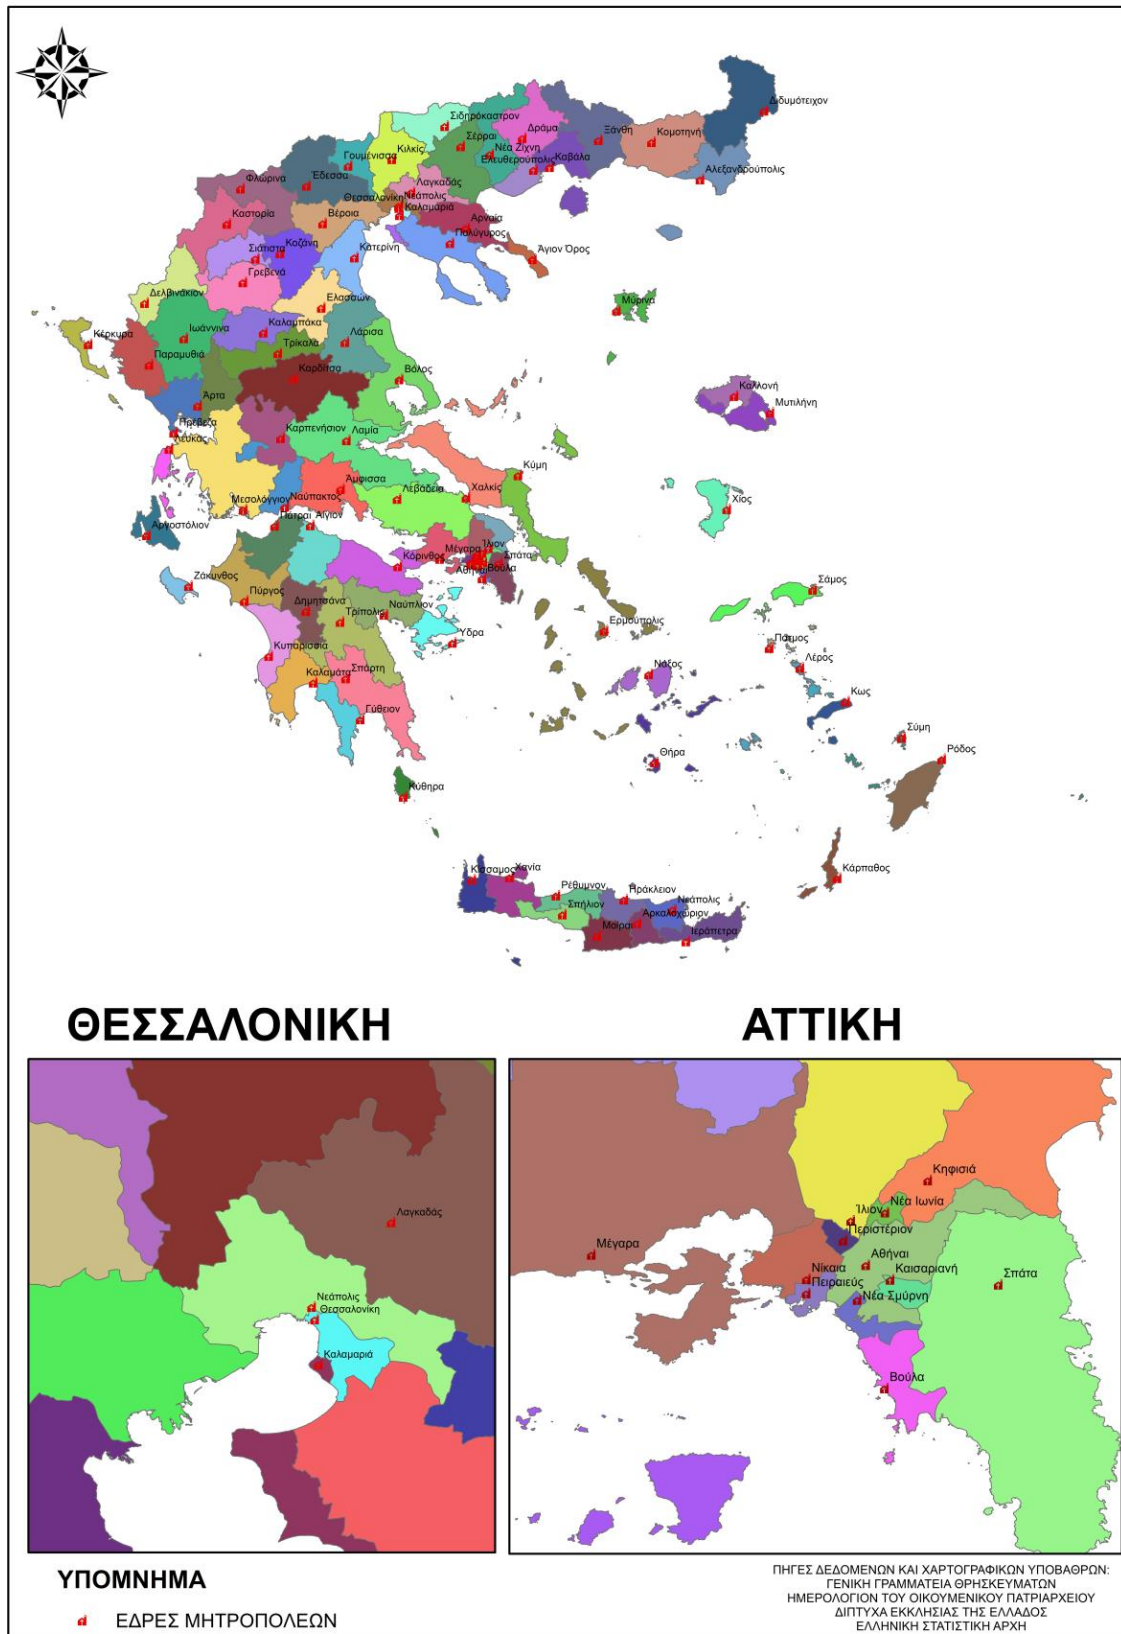 Διδυμότειχον
Σιδηρόκαστρον
Σέρραι
Δράμα
Ξάνθη
Κομοτηνή
Νέα Ζίχνη
Ελευθερούπολις
Καβάλα
Αλεξανδρούπολις
Κιλκίς
Γουμένισσα
Έδεσσα
Φλώρινα
Λαγκαδάς
Θεσσαλονίκη
Νεάπολις
Καλαμαριά
Καστορία
Βέροια
Αρναία
Πολύγυρος
Άγιον Όρος
Σιάτιστα
Κοζάνη
Κατερίνη
Γρεβενά
Δελβινάκιον
Ελασσών
Μύρινα
Κέρκυρα
Ιωάννινα
Καλαμπάκα
Λάρισα
Τρίκαλα
Παραμυθιά
Καρδίτσα
Βόλος
Καλλονή
Μυτιλήνη
Άρτα
Πρέβεζα
Λευκάς
Καρπενήσιον
Λαμία
Κύμη
Άμφισσα
Λεβάδεια
Χαλκίς
Χίος
Μεσολόγγιον
Ναύπακτος
Πάτραι
Αίγιον
Αργοστόλιον
Μέγαρα
Ίλιον
Σπάτα
Κόρινθος
Αθήναι
Βούλα
Ζάκυνθος
Πύργος
Δημητσάνα
Τρίπολις
Ναύπλιον
Ύδρα
Ερμούπολις
Σάμος
Πάτμος
Λέρος
Κυπαρισσία
Καλαμάτα
Σπάρτη
Νάξος
Κως
Γύθειον
Σύμη
Θήρα
Ρόδος
Κύθηρα
Κίσσαμος
Χανία
Ρέθυμνον
Σπήλιον
Ηράκλειον
Νεάπολις
Αρκαλοχώριον
Μοίραι
Ιεράπετρα
Κάρπαθος
ΘΕΣΣΑΛΟΝΙΚΗ
ΑΤΤΙΚΗ
Λαγκαδάς
Νεάπολις
Θεσσαλονίκη
Καλαμαριά
Κηφισιά
Νέα Ιωνία
Ίλιον
Περιστέριον
Μέγαρα
Αθήναι
Νίκαια
Καισαριανή
Πειραιεύς
Νέα Σμύρνη
Σπάτα
Βούλα
ΥΠΟΜΝΗΜΑ
ΕΔΡΕΣ ΜΗΤΡΟΠΟΛΕΩΝ
ΠΗΓΕΣ ΔΕΔΟΜΕΝΩΝ ΚΑΙ ΧΑΡΤΟΓΡΑΦΙΚΩΝ ΥΠΟΒΑΘΡΩΝ:
ΓΕΝΙΚΗ ΓΡΑΜΜΑΤΕΙΑ ΘΡΗΣΚΕΥΜΑΤΩΝ
ΗΜΕΡΟΛΟΓΙΟΝ ΤΟΥ ΟΙΚΟΥΜΕΝΙΚΟΥ ΠΑΤΡΙΑΡΧΕΙΟΥ
ΔΙΠΤΥΧΑ ΕΚΚΛΗΣΙΑΣ ΤΗΣ ΕΛΛΑΔΟΣ
ΕΛΛΗΝΙΚΗ ΣΤΑΤΙΣΤΙΚΗ ΑΡΧΗ